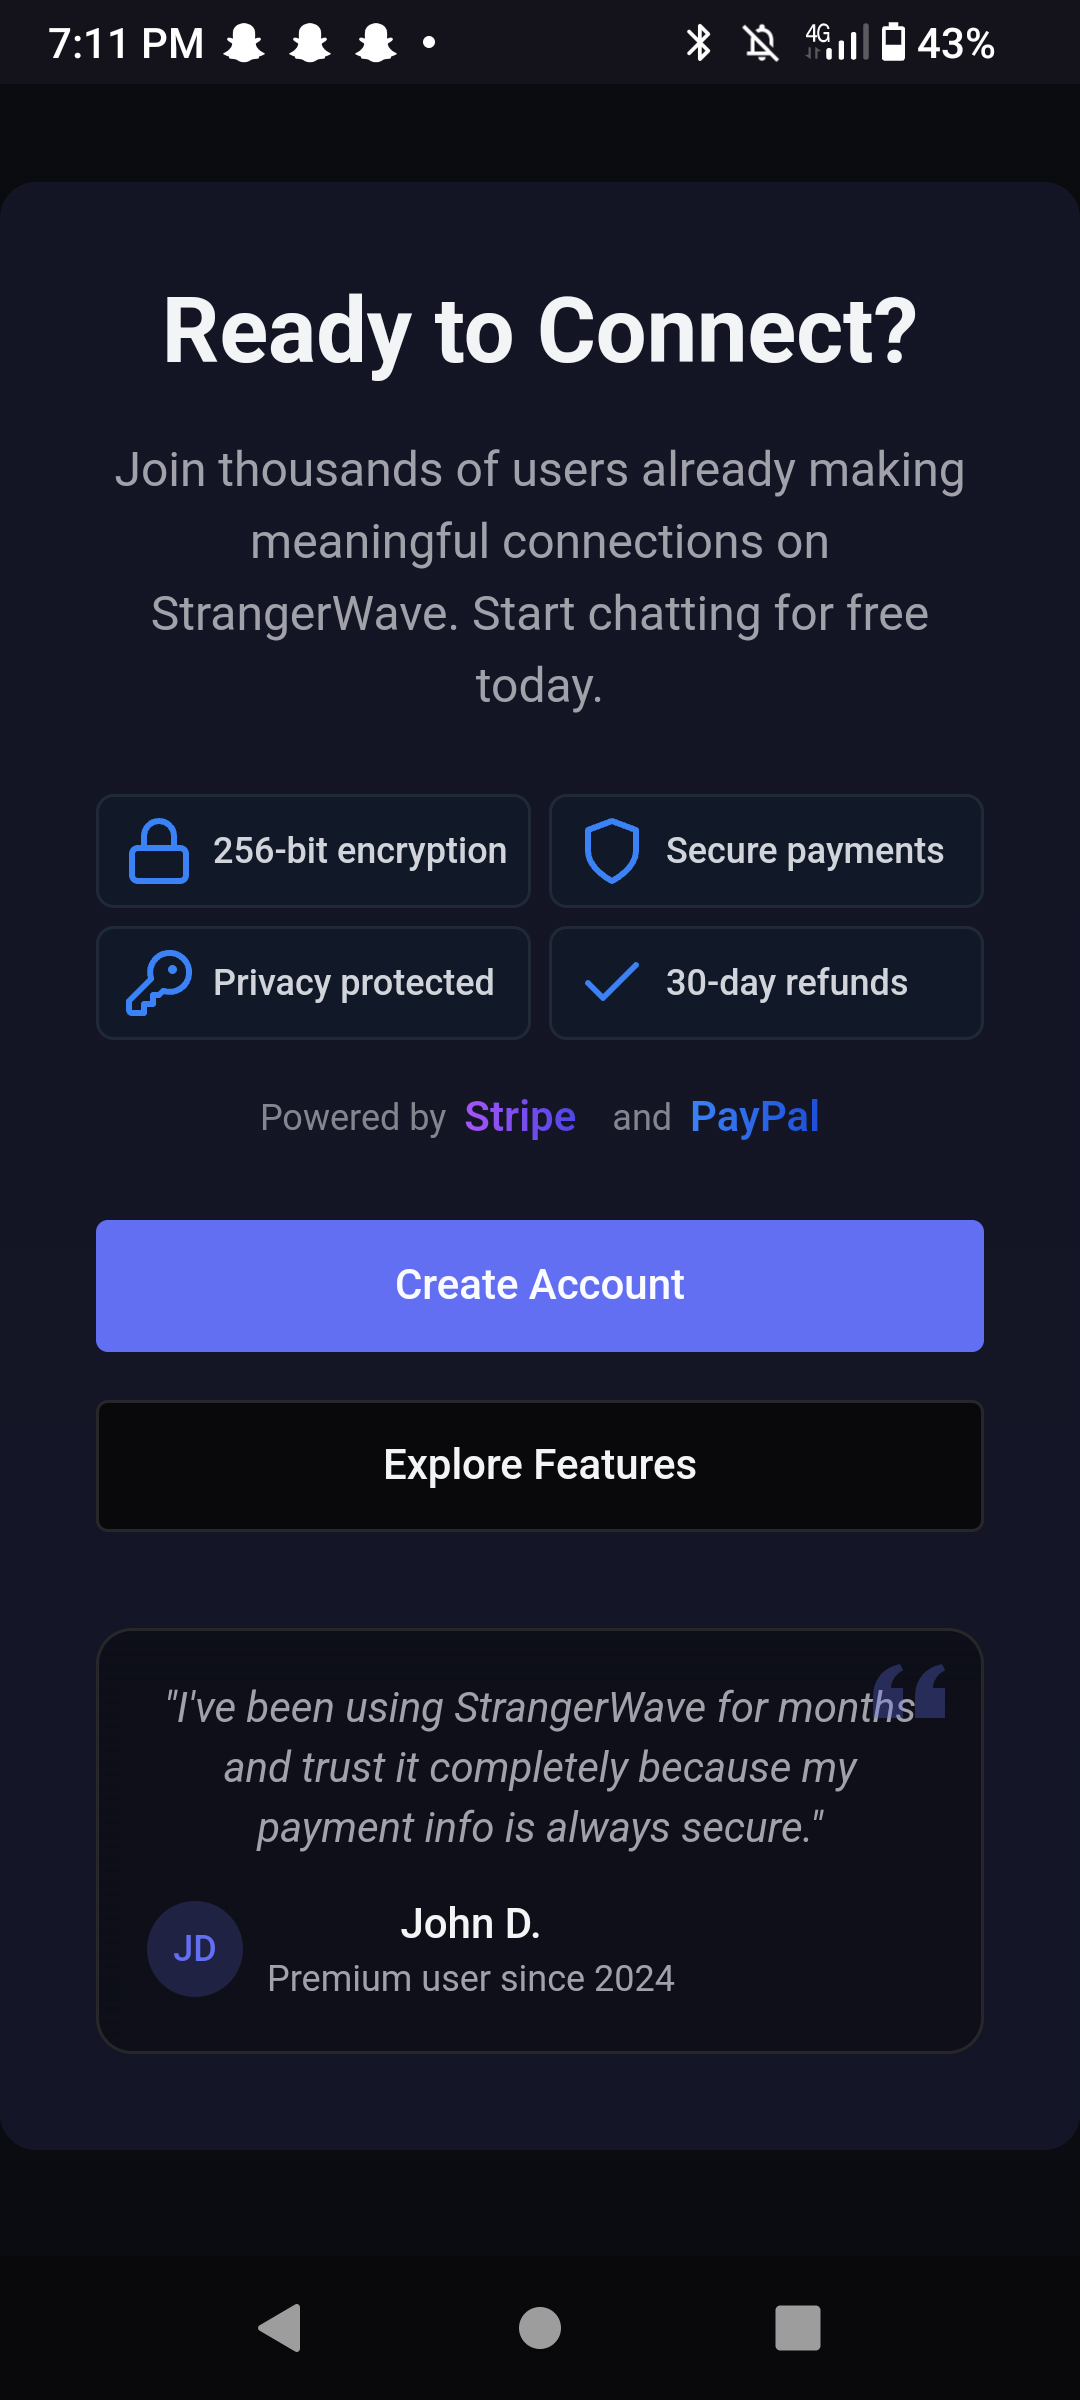 7:11 PM 4G 43%
Ready to Connect?
Join thousands of users already making
meaningful connections on
StrangerWave. Start chatting for free
today.
256-bit encryption
Secure payments
Privacy protected
30-day refunds
Powered by Stripe and PayPal
Create Account
Explore Features
"I've been using StrangerWave for months
and trust it completely because my
payment info is always secure."
JD
John D.
Premium user since 2024